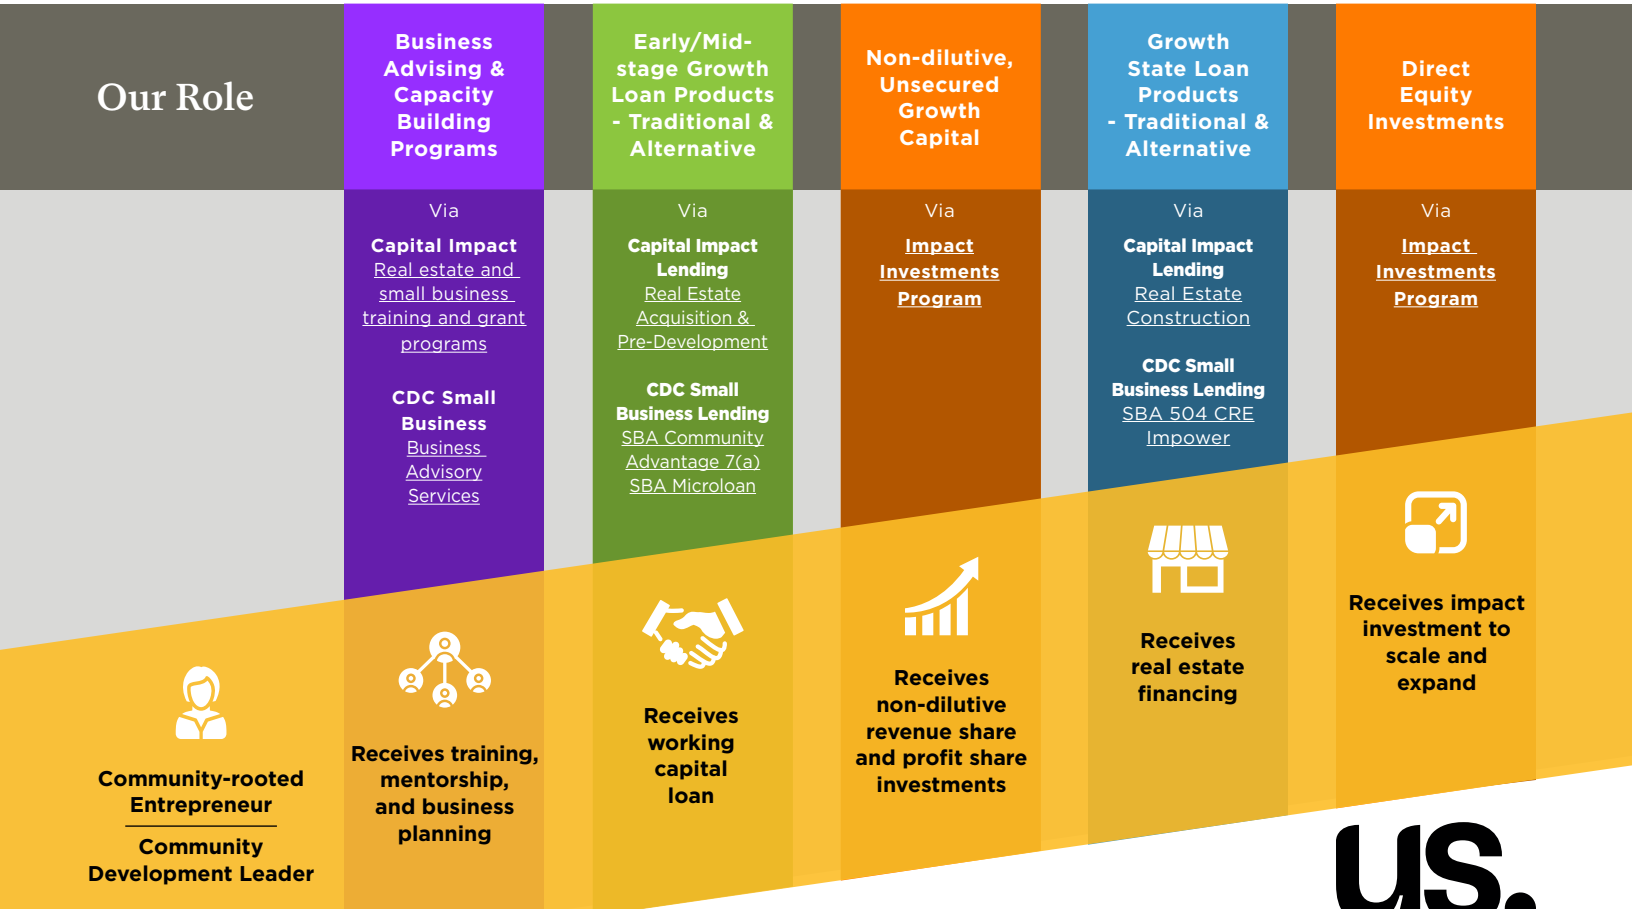 Our Role
Business
Advising &
Capacity
Building
Programs
Via
Capital Impact
Real estate and
small business
training and grant
programs
CDC Small
Business
Business
Advisory
Services
Early/Mid-
stage Growth
Loan Products
- Traditional &
Alternative
Via
Capital Impact
Lending
Real Estate
Acquisition &
Pre-Development
CDC Small
Business Lending
SBA Community
Advantage 7(a)
SBA Microloan
Non-dilutive,
Unsecured
Growth
Capital
Via
Impact
Investments
Program
Growth
State Loan
Products
- Traditional &
Alternative
Via
Capital Impact
Lending
Real Estate
Construction
CDC Small
Business Lending
SBA 504 CRE
Impower
Direct
Equity
Investments
Via
Impact
Investments
Program
Community-rooted
Entrepreneur
Community
Development Leader
Receives training,
mentorship,
and business
planning
Receives
working
capital
loan
Receives
non-dilutive
revenue share
and profit share
investments
Receives
real estate
financing
Receives impact
investment to
scale and
expand
us.